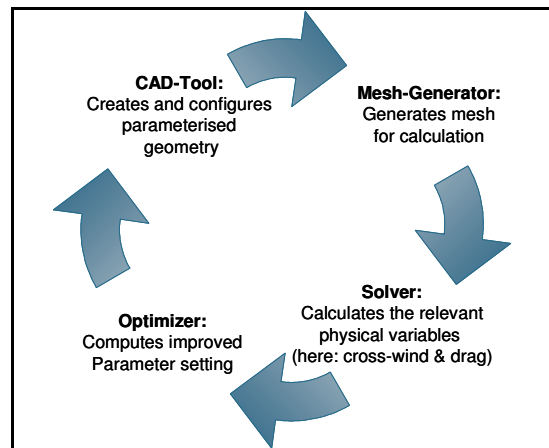 CAD-Tool:
Creates and configures
parameterised
geometry
Mesh-Generator:
Generates mesh
for calculation
Solver:
Calculates the relevant
physical variables
(here: cross-wind & drag)
Optimizer:
Computes improved
Parameter setting